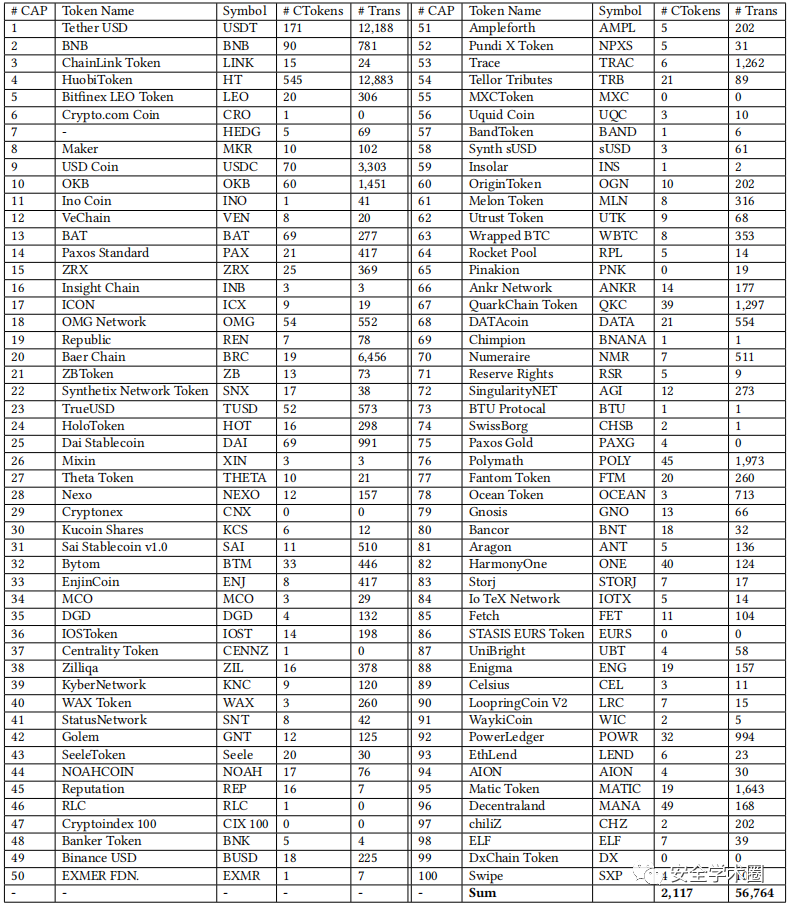 # CAP Token Name Symbol # CTokens # Trans # CAP Token Name Symbol # CTokens # Trans
1 Tether USD USDT 171 12,188 51 Ampleforth AMPL 5 202
2 BNB BNB 90 781 52 Pundi X Token NPXS 5 31
3 ChainLink Token LINK 15 24 53 Trace TRAC 6 1,262
4 HuobiToken HT 545 12,883 54 Tellor Tributes TRB 21 89
5 Bitfinex LEO Token LEO 20 306 55 MXCToken MXC 0 0
6 Crypto.com Coin CRO 1 0 56 Uquid Coin UQC 3 10
7 - HEDG 5 69 57 BandToken BAND 1 6
8 Maker MKR 10 102 58 Synth sUSD sUSD 3 61
9 USD Coin USDC 70 3,303 59 Insolar INS 1 2
10 OKB OKB 60 1,451 60 OriginToken OGN 10 202
11 Ino Coin INO 1 41 61 Melon Token MLN 8 316
12 VeChain VEN 8 20 62 Utrust Token UTK 9 68
13 BAT BAT 69 277 63 Wrapped BTC WBTC 8 353
14 Paxos Standard PAX 21 417 64 Rocket Pool RPL 5 14
15 ZRX ZRX 25 369 65 Pinakion PNK 0 19
16 Insight Chain INB 3 3 66 Ankr Network ANKR 14 177
17 ICON ICX 9 19 67 QuarkChain Token QKC 39 1,297
18 OMG Network OMG 54 552 68 DATAcoin DATA 21 554
19 Republic REN 7 78 69 Chimpion BNANA 1 1
20 Baer Chain BRC 19 6,456 70 Numeraire NMR 7 511
21 ZBToken ZB 13 73 71 Reserve Rights RSR 5 9
22 Synthetix Network Token SNX 17 38 72 SingularityNET AGI 12 273
23 TrueUSD TUSD 52 573 73 BTU Protocal BTU 1 1
24 HoloToken HOT 16 298 74 SwissBorg CHSB 2 1
25 Dai Stablecoin DAI 69 991 75 Paxos Gold PAXG 4 0
26 Mixin XIN 3 3 76 Polymath POLY 45 1,973
27 Theta Token THETA 10 21 77 Fantom Token FTM 20 260
28 Nexo NEXO 12 157 78 Ocean Token OCEAN 3 713
29 Cryptonex CNX 0 0 79 Gnosis GNO 13 66
30 Kucoin Shares KCS 6 12 80 Bancor BNT 18 32
31 Sai Stablecoin v1.0 SAI 11 510 81 Aragon ANT 5 136
32 Bytom BTM 33 446 82 HarmonyOne ONE 40 124
33 EnjinCoin ENJ 8 417 83 Storj STORJ 7 17
34 MCO MCO 3 29 84 Io TeX Network IOTX 5 14
35 DGD DGD 4 132 85 Fetch FET 11 104
36 IOSToken IOST 14 198 86 STASIS EURS Token EURS 0 0
37 Centrality Token CENNZ 1 0 87 UniBright UBT 4 58
38 Zilliqa ZIL 16 378 88 Enigma ENG 19 157
39 KyberNetwork KNC 9 120 89 Celsius CEL 3 11
40 WAX Token WAX 3 260 90 LoopringCoin V2 LRC 7 15
41 StatusNetwork SNT 8 42 91 WaykiCoin WIC 2 5
42 Golem GNT 12 125 92 PowerLedger POWR 32 994
43 SeeleToken Seele 20 30 93 EthLend LEND 6 23
44 NOAHCOIN NOAH 17 76 94 AION AION 4 30
45 Reputation REP 16 7 95 Matic Token MATIC 19 1,643
46 RLC RLC 1 0 96 Decentraland MANA 49 168
47 Cryptoindex 100 CIX 100 0 0 97 chiliZ CHZ 2 202
48 Banker Token BNK 5 4 98 ELF ELF 7 39
49 Binance USD BUSD 18 225 99 DxChain Token DX 0 0
50 EXMER FDN. EXMR 1 7 100 Swipe SXP 4
- - - - - - Sum 2,117 56,764
安全学术圈